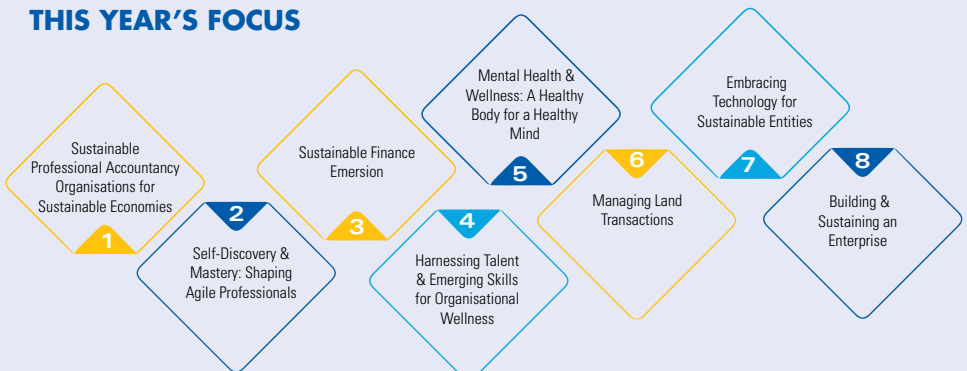 THIS YEAR'S FOCUS
Sustainable
Professional Accountancy
Organisations for
Sustainable Economies
1
2
Self-Discovery &
Mastery: Shaping
Agile Professionals
Sustainable Finance
Emersion
3
4
Harnessing Talent
& Emerging Skills
for Organisational
Wellness
Mental Health &
Wellness: A Healthy
Body for a Healthy
Mind
5
6
Managing Land
Transactions
Embracing
Technology for
Sustainable Entities
7
8
Building &
Sustaining an
Enterprise